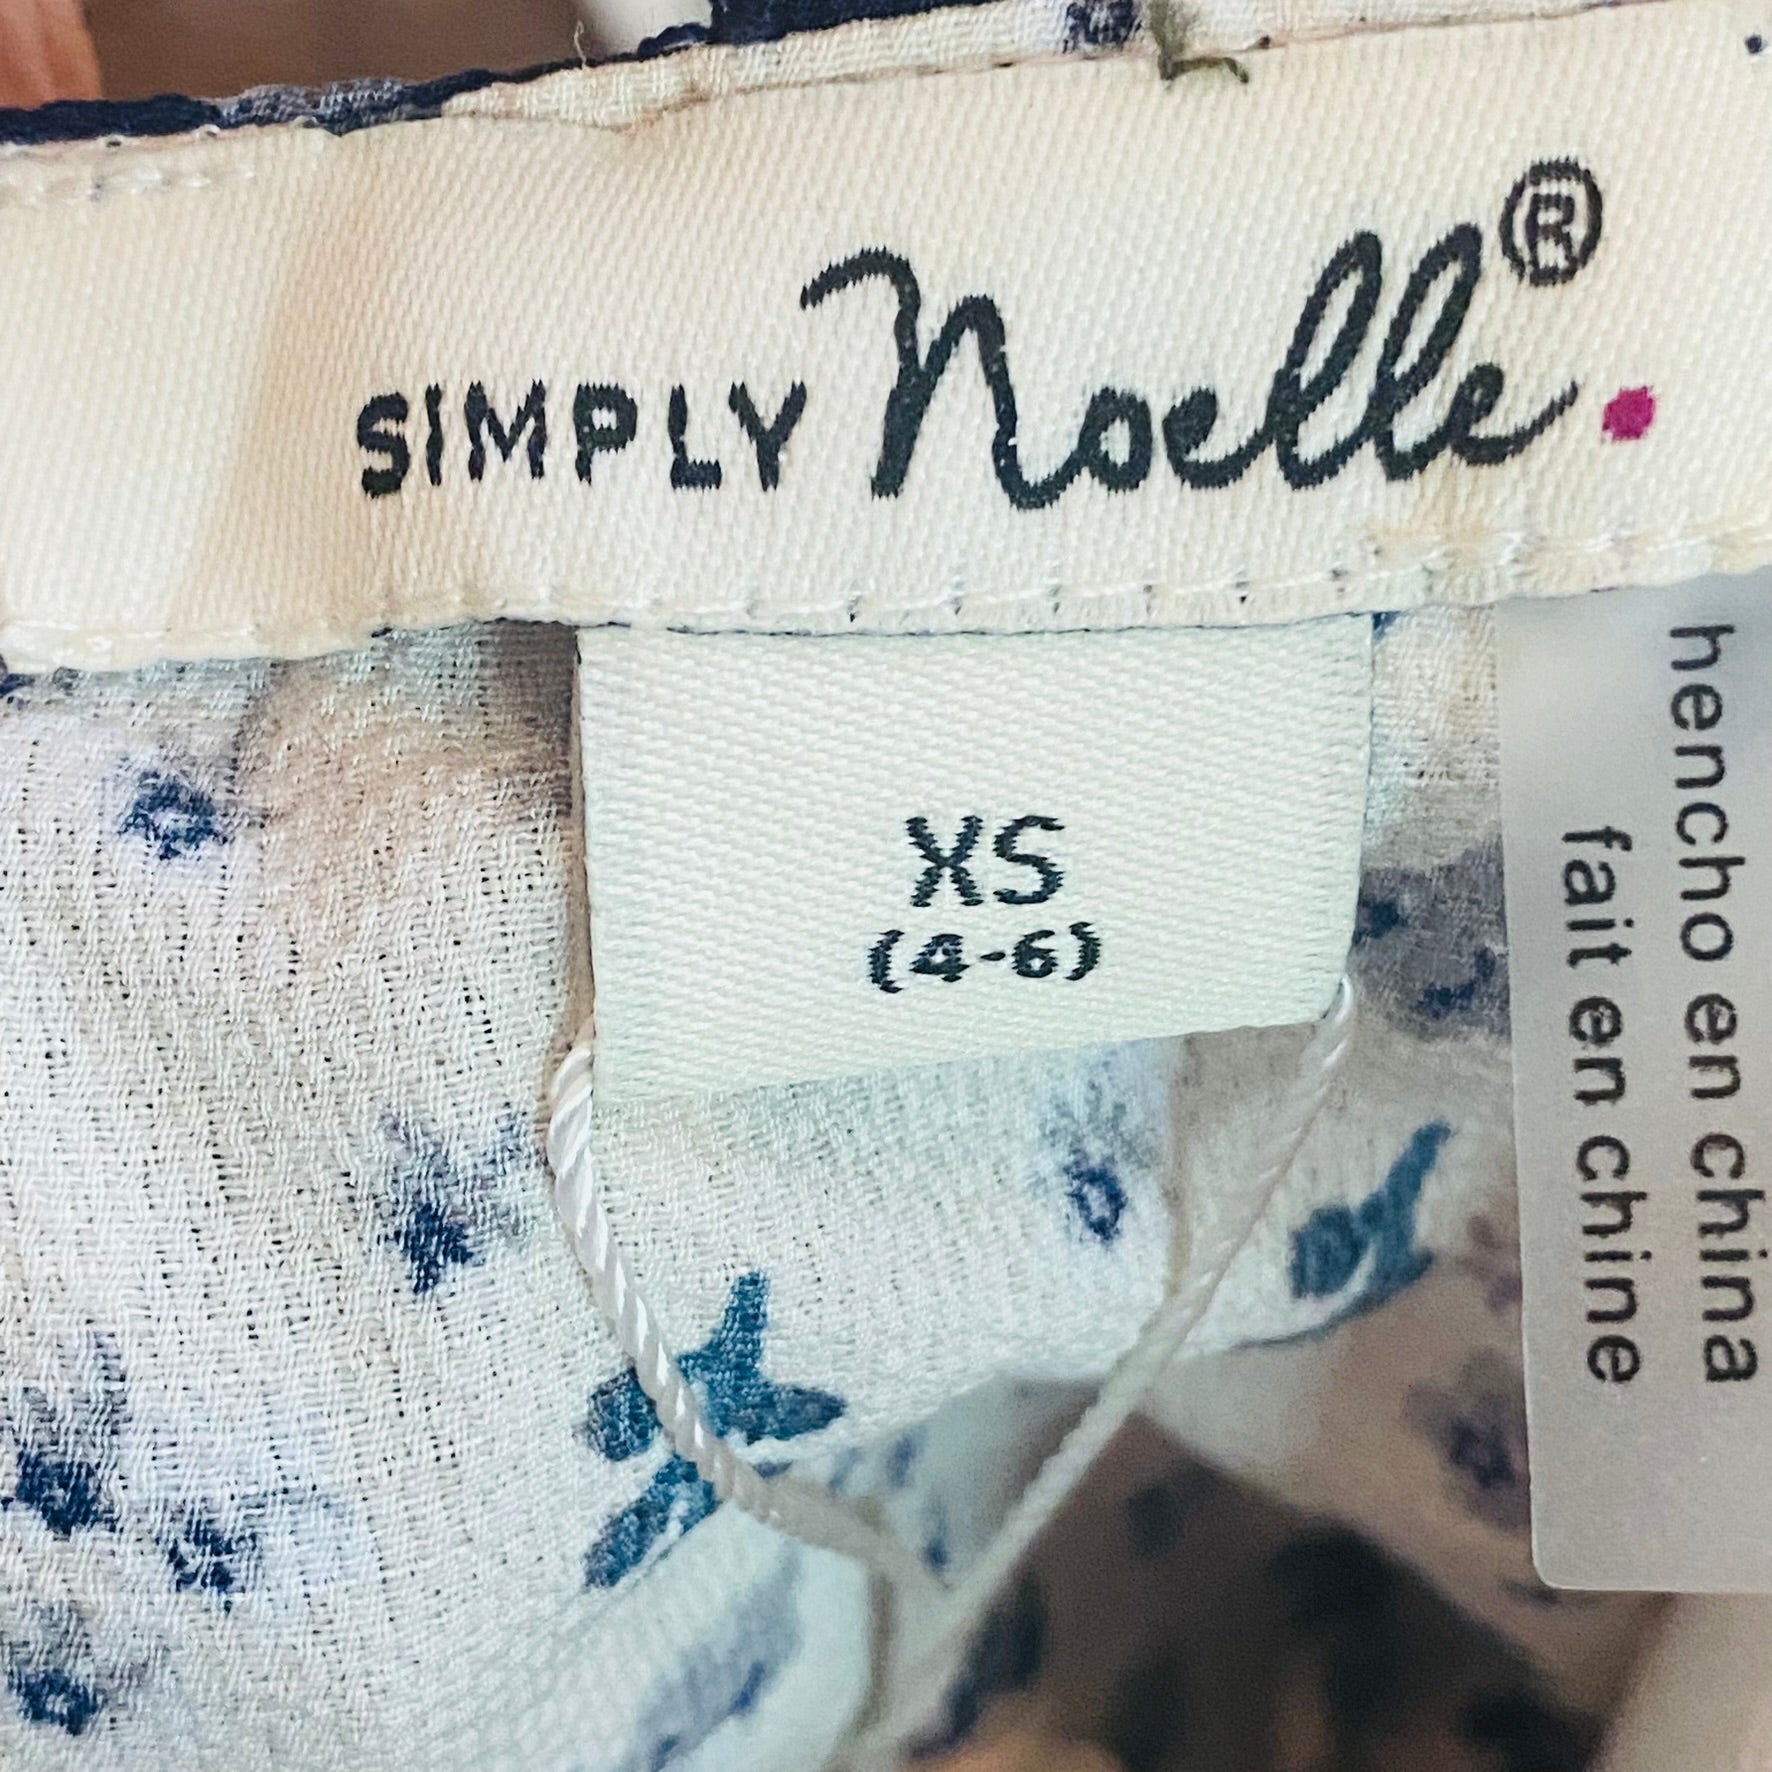 SIMPLY Noelle®.
XS
(4-6)
hencho en china
fait en chine